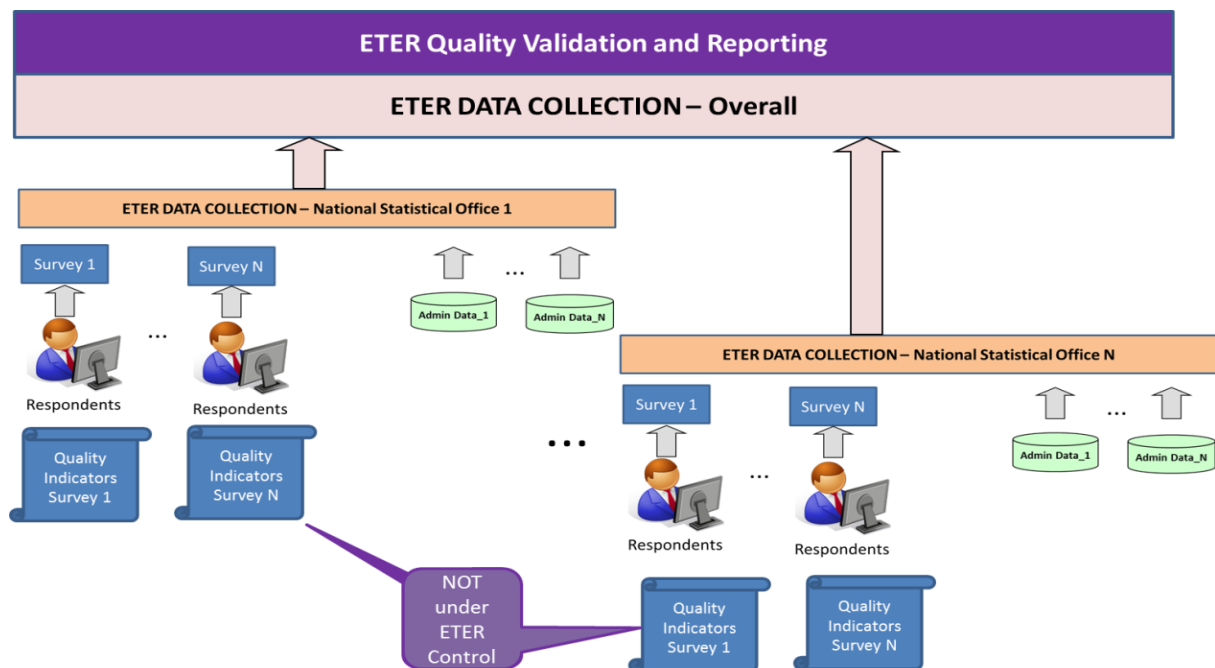 ETER Quality Validation and Reporting
ETER DATA COLLECTION – Overall
ETER DATA COLLECTION – National Statistical Office 1
Survey 1
Survey N
...
Admin Data_1
Admin Data_N
...
Respondents
Respondents
Quality
Indicators
Survey 1
Quality
Indicators
Survey N
...
ETER DATA COLLECTION – National Statistical Office N
Survey 1
Survey N
...
Admin Data_1
Admin Data_N
...
Respondents
Respondents
NOT
under
ETER
Control
Quality
Indicators
Survey 1
Quality
Indicators
Survey N